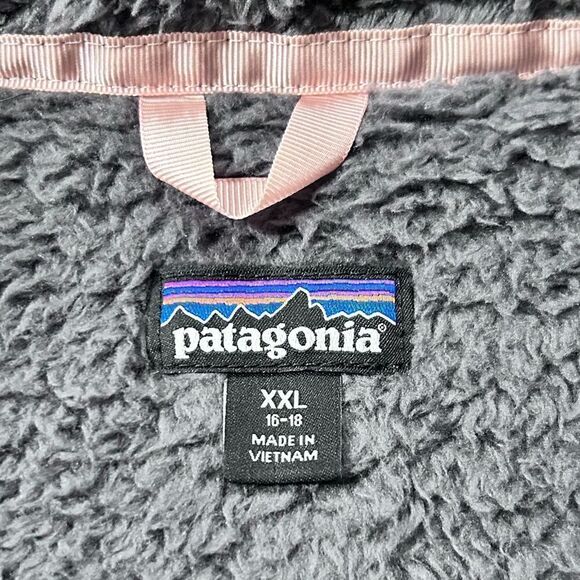 patagonia®
XXL
16-18
MADE IN
VIETNAM